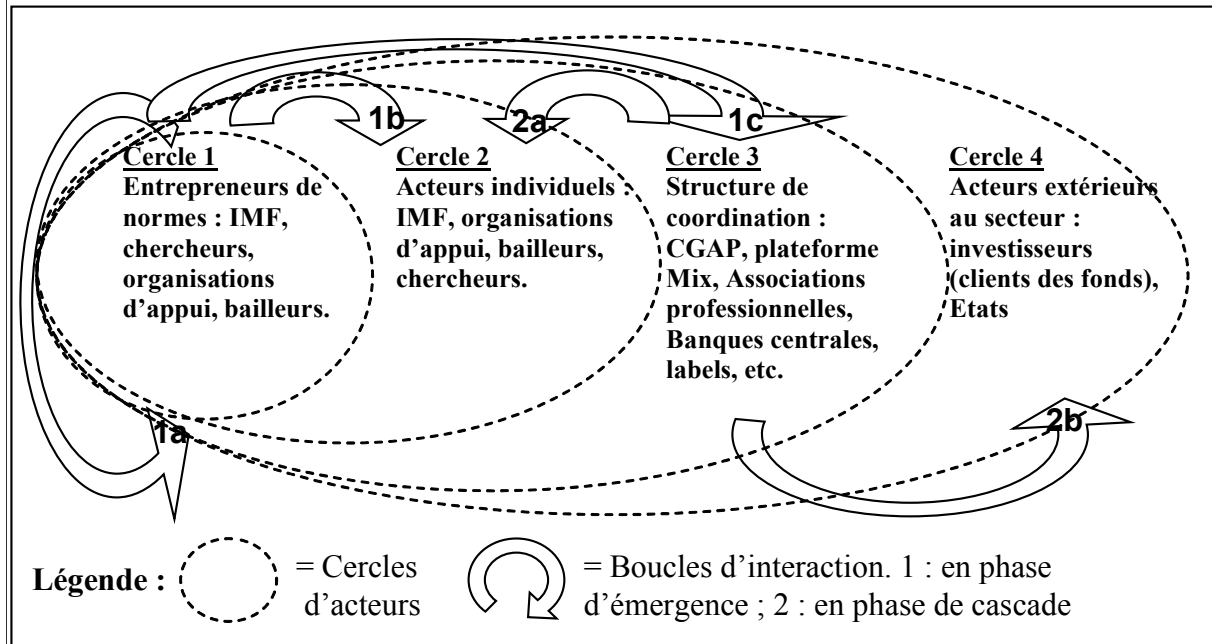 1b
2a
1c
Cercle 1
Entrepreneurs de
normes : IMF,
chercheurs,
organisations
d’appui, bailleurs.
Cercle 2
Acteurs individuels :
IMF, organisations
d’appui, bailleurs,
chercheurs.
Cercle 3
Structure de
coordination :
CGAP, plateforme
Mix, Associations
professionnelles,
Banques centrales,
labels, etc.
Cercle 4
Acteurs extérieurs
au secteur :
investisseurs
(clients des fonds),
Etats
1a
2b
Légende :
= Cercles
d’acteurs
= Boucles d’interaction. 1 : en phase
d’émergence ; 2 : en phase de cascade